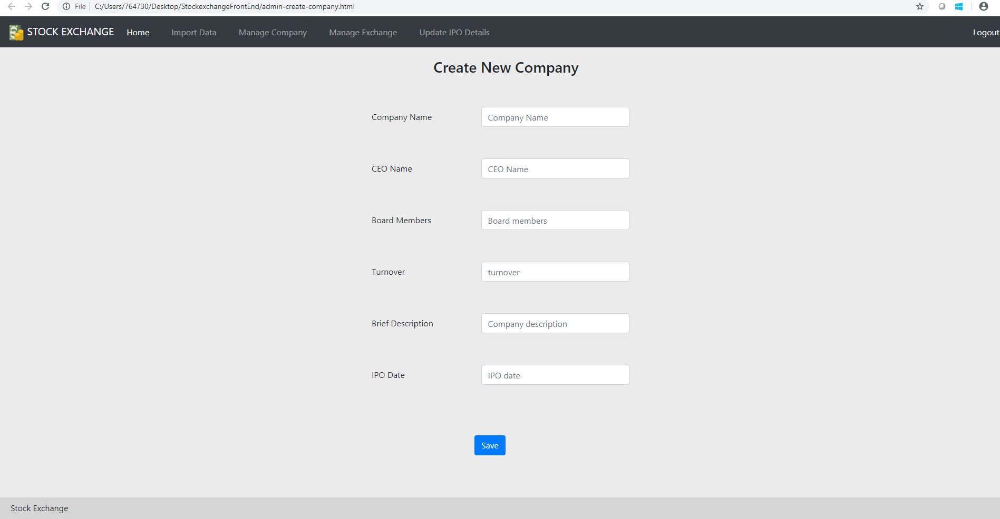 File C:/Users/764730/Desktop/StockexchangeFrontEnd/admin-create-company.html
STOCK EXCHANGE Home Import Data Manage Company Manage Exchange Update IPO Details Logout
Create New Company
Company Name Company Name
CEO Name CEO Name
Board Members Board members
Turnover turnover
Brief Description Company description
IPO Date IPO date
Save
Stock Exchange